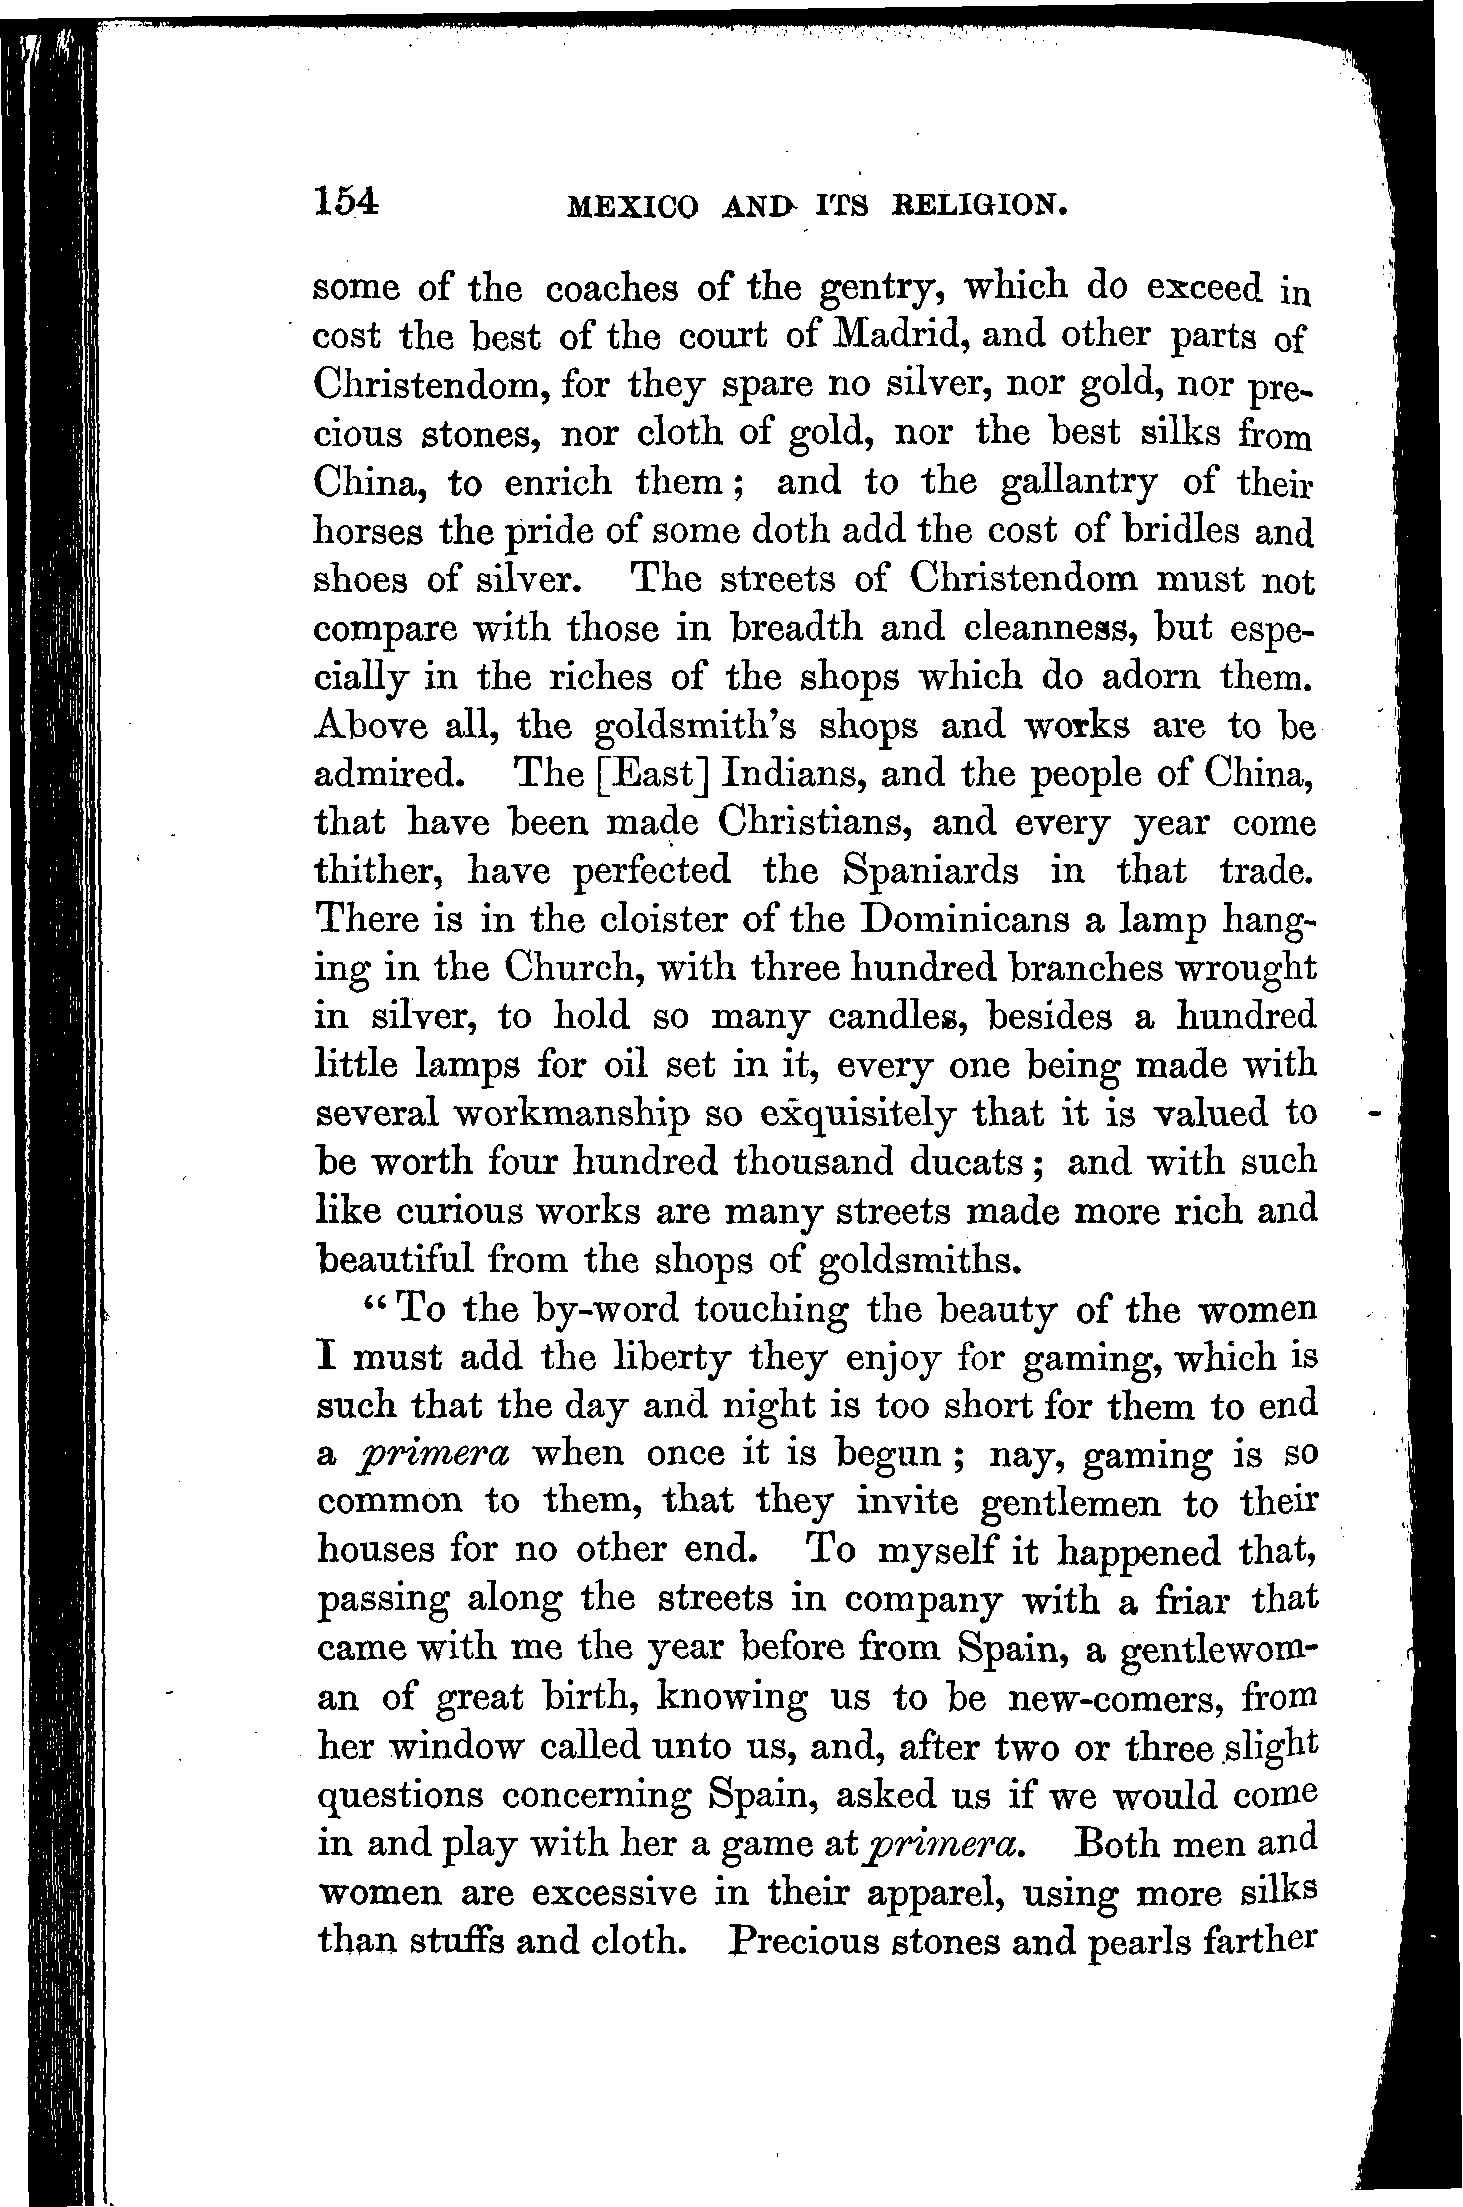 154 MEXICO AND ITS RELIGION.
some of the coaches of the gentry, which do exceed in
cost the best of the court of Madrid, and other parts of
Christendom, for they spare no silver, nor gold, nor pre-
cious stones, nor cloth of gold, nor the best silks from
China, to enrich them; and to the gallantry of their
horses the pride of some doth add the cost of bridles and
shoes of silver. The streets of Christendom must not
compare with those in breadth and cleanness, but espe-
cially in the riches of the shops which do adorn them.
Above all, the goldsmith's shops and works are to be
admired. The [East] Indians, and the people of China,
that have been made Christians, and every year come
thither, have perfected the Spaniards in that trade.
There is in the cloister of the Dominicans a lamp hang-
ing in the Church, with three hundred branches wrought
in silver, to hold so many candles, besides a hundred
little lamps for oil set in it, every one being made with
several workmanship so exquisitely that it is valued to
be worth four hundred thousand ducats; and with such
like curious works are many streets made more rich and
beautiful from the shops of goldsmiths.
"To the by-word touching the beauty of the women
I must add the liberty they enjoy for gaming, which is
such that the day and night is too short for them to end
a primera when once it is begun; nay, gaming is so
common to them, that they invite gentlemen to their
houses for no other end. To myself it happened that,
passing along the streets in company with a friar that
came with me the year before from Spain, a gentlewom-
an of great birth, knowing us to be new-comers, from
her window called unto us, and, after two or three slight
questions concerning Spain, asked us if we would come
in and play with her a game at primera. Both men and
women are excessive in their apparel, using more silks
than stuffs and cloth. Precious stones and pearls farther